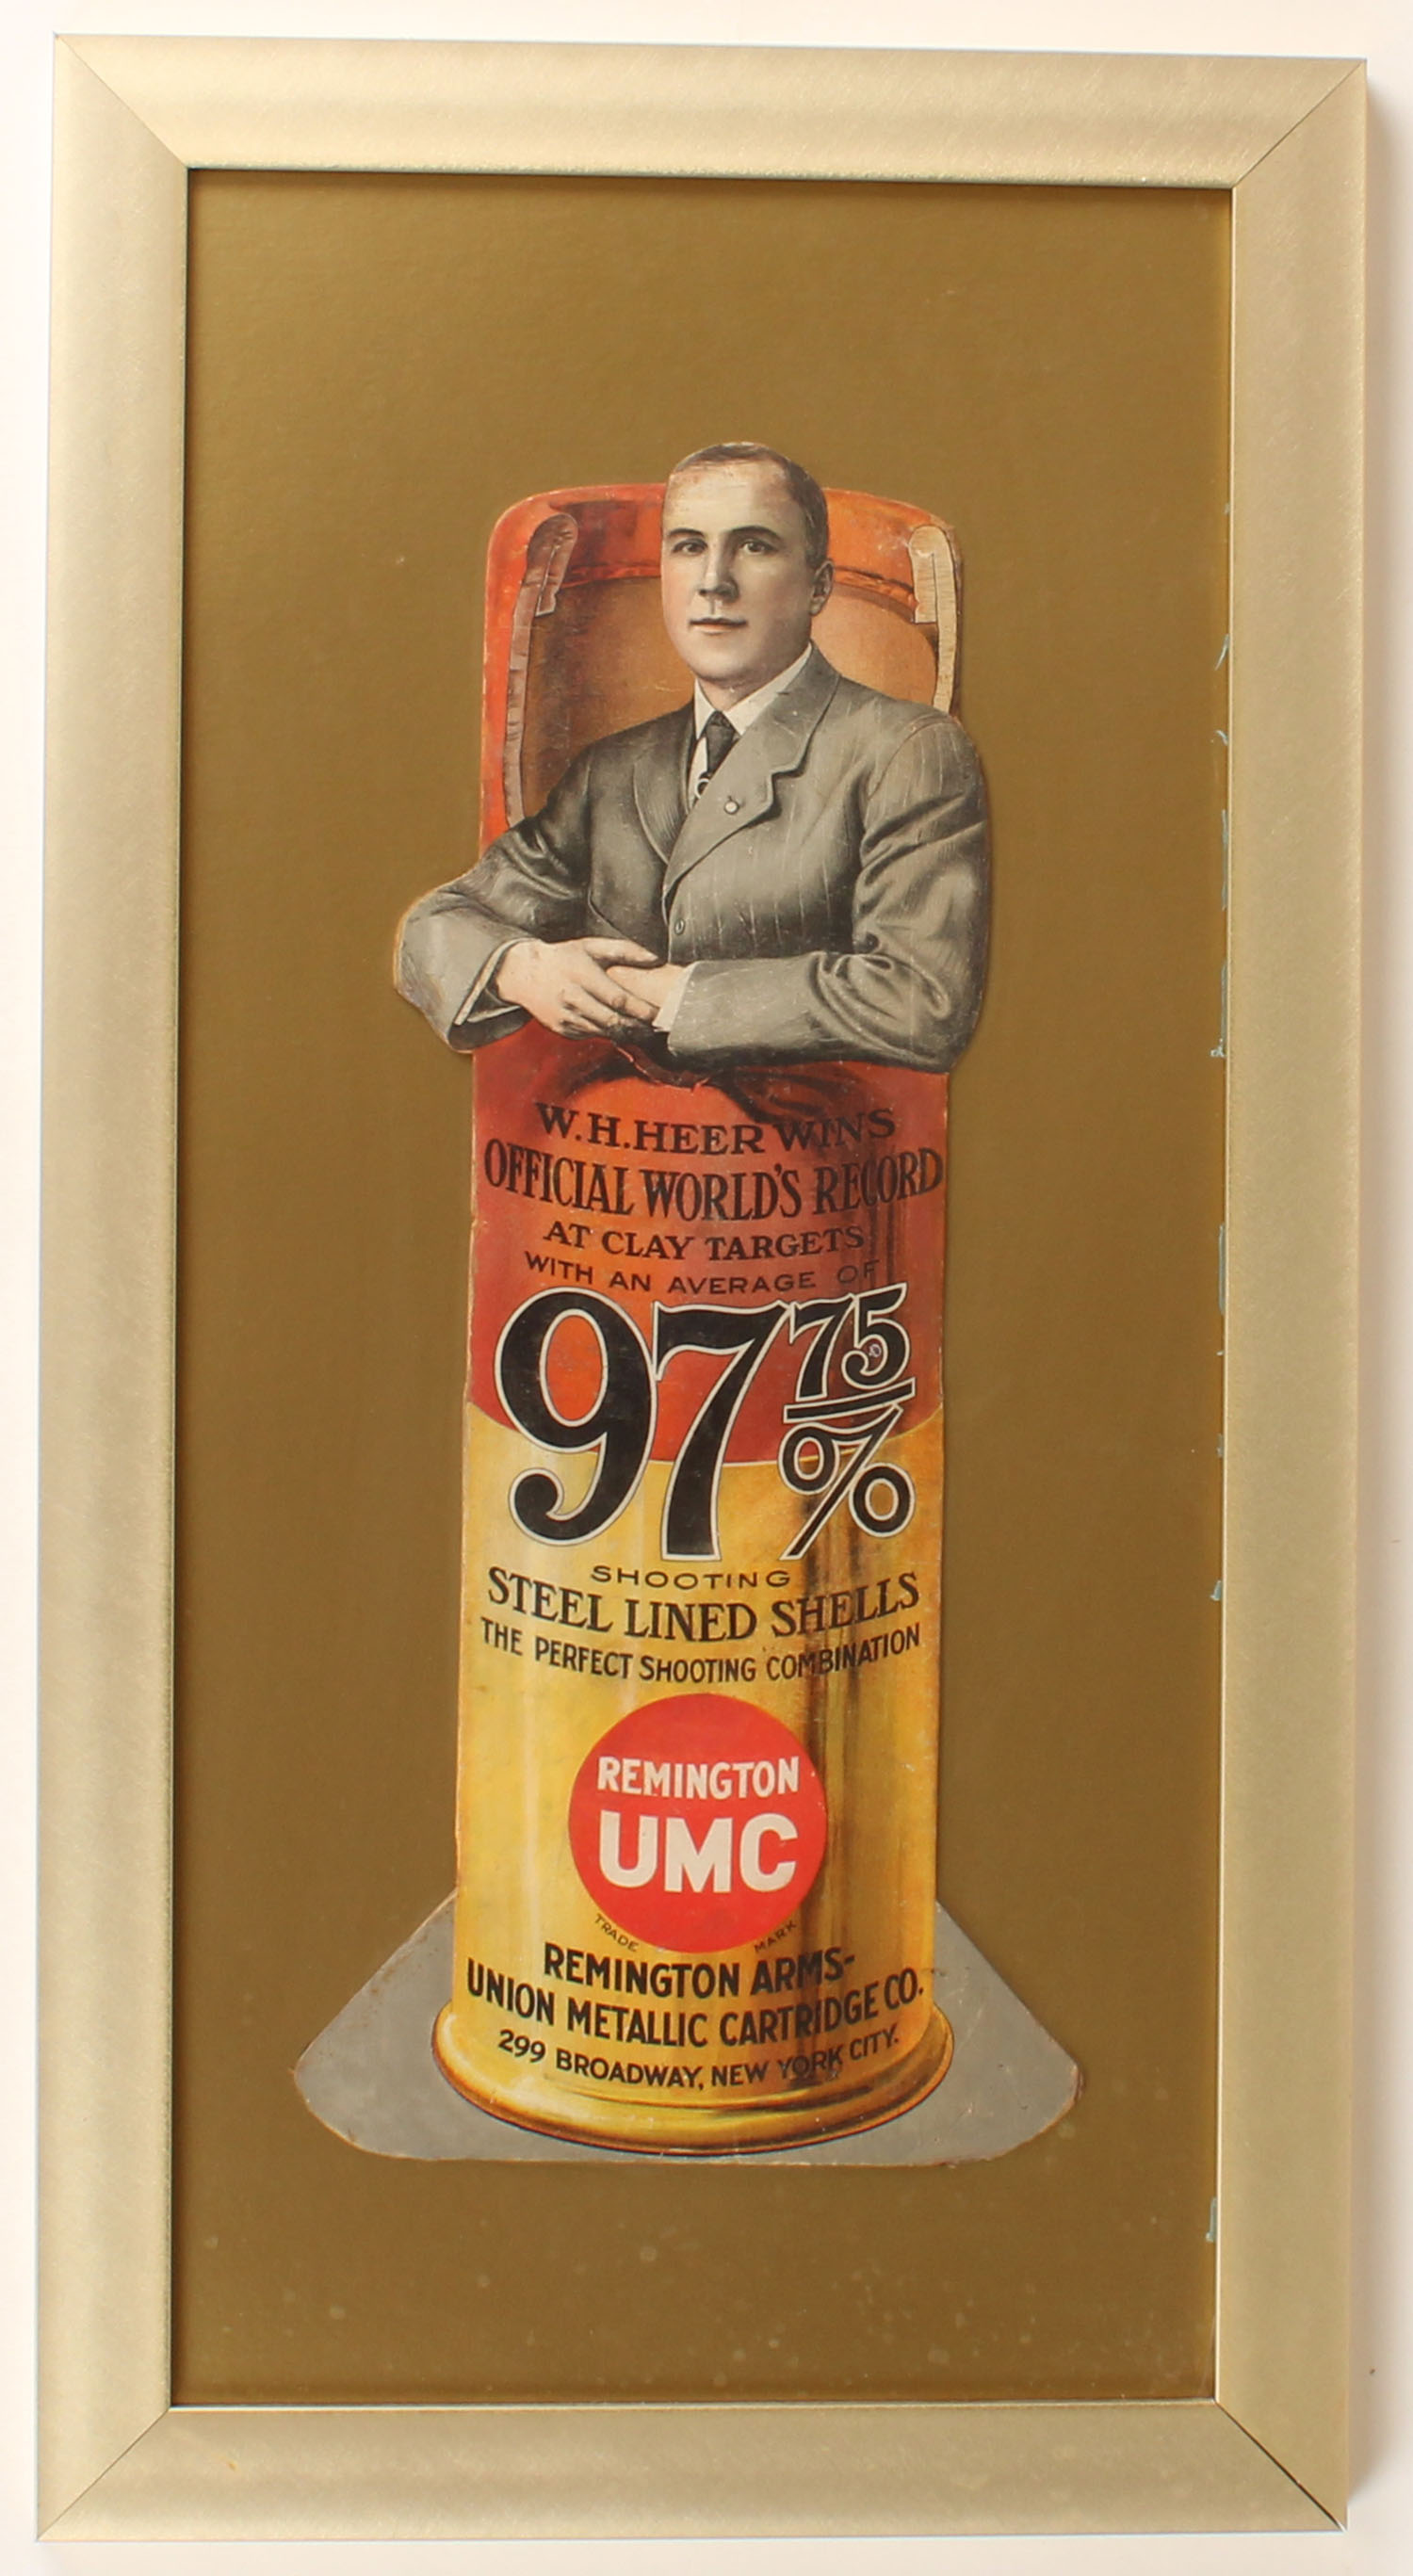 W.H.HEER WINS
OFFICIAL WORLD'S RECORD
AT CLAY TARGETS
WITH AN AVERAGE OF
97 75/%
SHOOTING
STEEL LINED SHELLS
THE PERFECT SHOOTING COMBINATION
REMINGTON
UMC
TRADE MARK
REMINGTON ARMS-
UNION METALLIC CARTRIDGE CO.
299 BROADWAY, NEW YORK CITY.